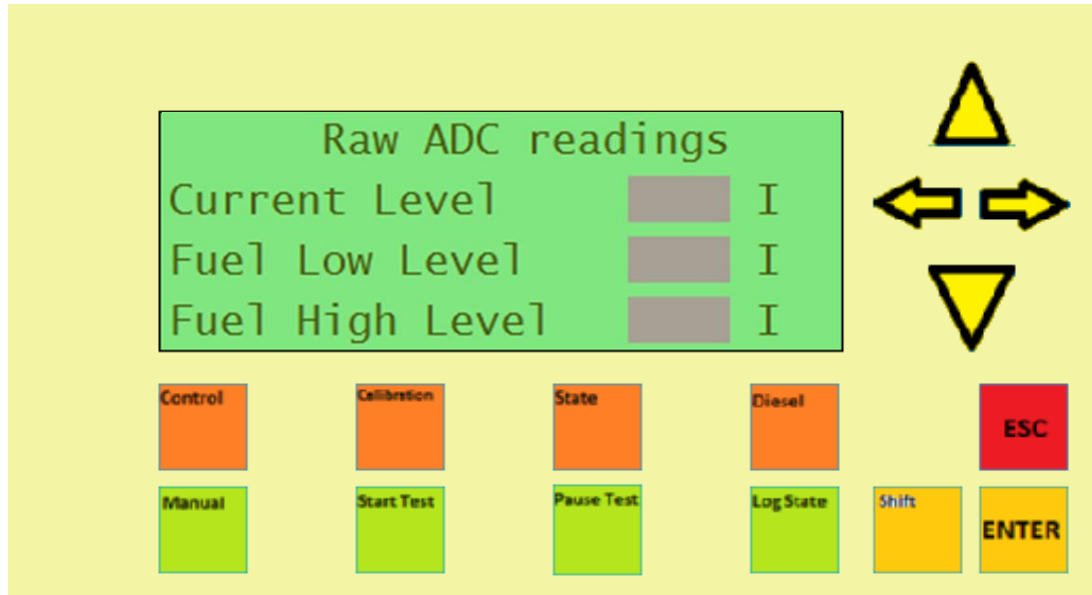 Raw ADC readings
Current Level I
Fuel Low Level I
Fuel High Level I
Control Callibration State Diesel ESC
Manual Start Test Pause Test Log State Shift ENTER